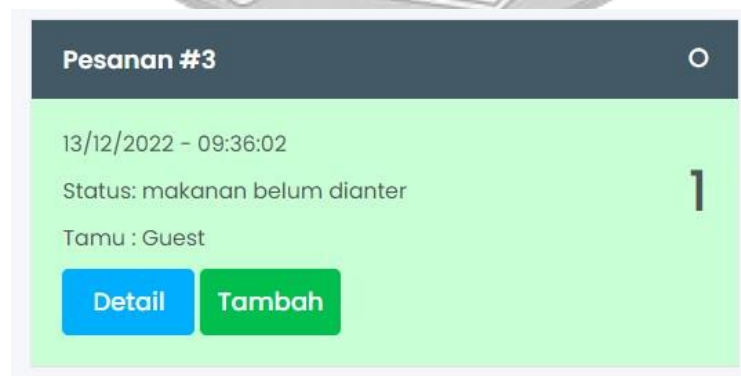 Pesanan #3
13/12/2022 - 09:36:02
Status: makanan belum dianter
1
Tamu : Guest
Detail Tambah